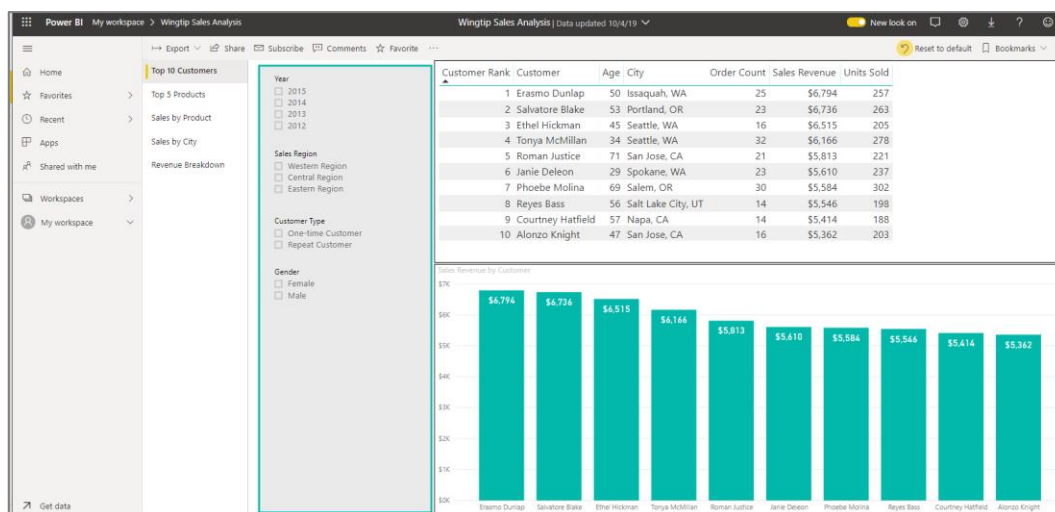 Power BI My workspace > Wingtip Sales Analysis
Wingtip Sales Analysis | Data updated 10/4/19
New look on
Export Share Subscribe Comments Favorite ...
Reset to default Bookmarks
Home
Favorites
Recent
Apps
Shared with me
Workspaces
My workspace
Get data
Top 10 Customers
Top 5 Products
Sales by Product
Sales by City
Revenue Breakdown
Year
2015
2014
2013
2012
Sales Region
Western Region
Central Region
Eastern Region
Customer Type
One-time Customer
Repeat Customer
Gender
Female
Male
Customer Rank Customer Age City Order Count Sales Revenue Units Sold
1 Erasmo Dunlap 50 Issaquah, WA 25 $6,794 257
2 Salvatore Blake 53 Portland, OR 23 $6,736 263
3 Ethel Hickman 45 Seattle, WA 16 $6,515 205
4 Tonya McMillan 34 Seattle, WA 32 $6,166 278
5 Roman Justice 71 San Jose, CA 21 $5,813 221
6 Janie Deleon 29 Spokane, WA 23 $5,610 237
7 Phoebe Molina 69 Salem, OR 30 $5,584 302
8 Reyes Bass 56 Salt Lake City, UT 14 $5,546 198
9 Courtney Hatfield 57 Napa, CA 14 $5,414 188
10 Alonzo Knight 47 San Jose, CA 16 $5,362 203
Sales Revenue by Customer
$7K
$6K
$5K
$4K
$3K
$2K
$1K
$0K
$6,794 $6,736 $6,515 $6,166 $5,813 $5,610 $5,584 $5,546 $5,414 $5,362
Erasmo Dunlap Salvatore Blake Ethel Hickman Tonya McMillan Roman Justice Janie Deleon Phoebe Molina Reyes Bass Courtney Hatfield Alonzo Knight